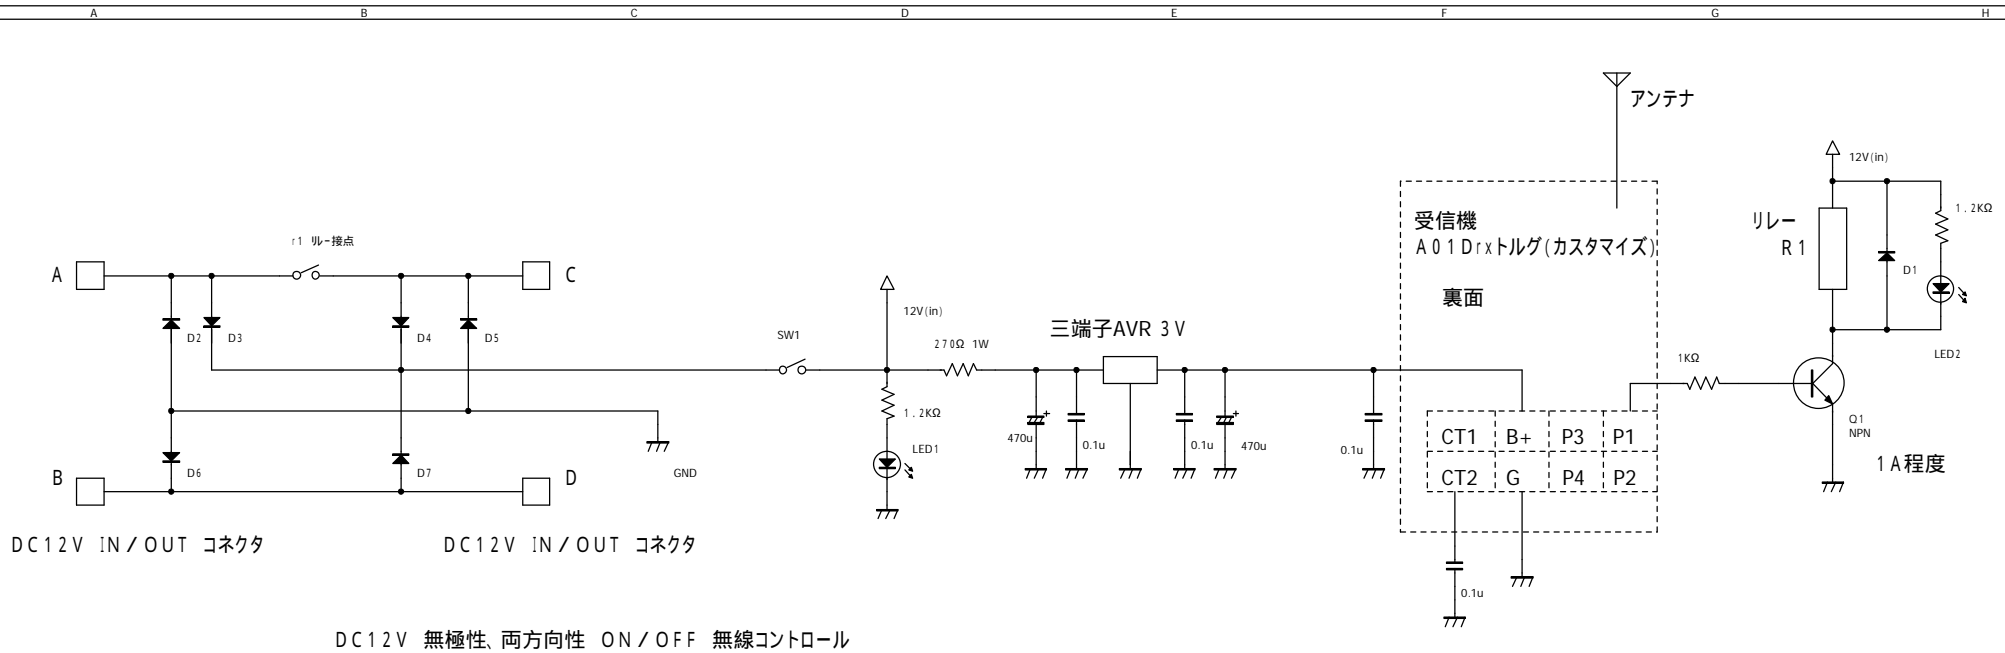 A B C D E F G H
アンテナ
12V(in)
受信機
A01Drxトルグ(カスタマイズ)
裏面
リレー
R1
1.2KΩ
D1
LED2
r1 リレー接点
A
C
D2
D3
D4
D5
SW1
12V(in)
270Ω 1W
三端子AVR 3V
1KΩ
1.2KΩ
LED1
470u
0.1u
0.1u
470u
0.1u
CT1 B+ P3 P1
CT2 G P4 P2
Q1
NPN
1A程度
B
D6
D7
D
GND
DC12V IN/OUT コネクタ
DC12V IN/OUT コネクタ
0.1u
DC12V 無極性、両方向性 ON/OFF 無線コントロール